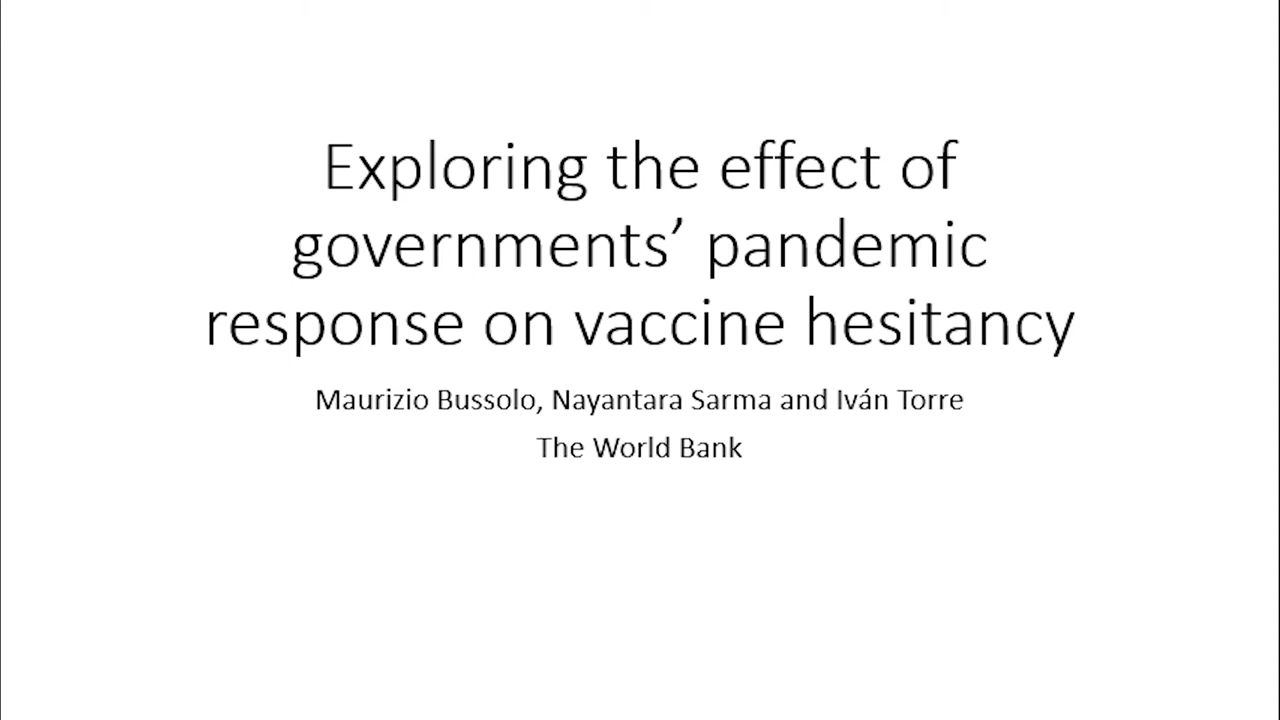 Exploring the effect of
governments’ pandemic
response on vaccine hesitancy
Maurizio Bussolo, Nayantara Sarma and Iván Torre
The World Bank